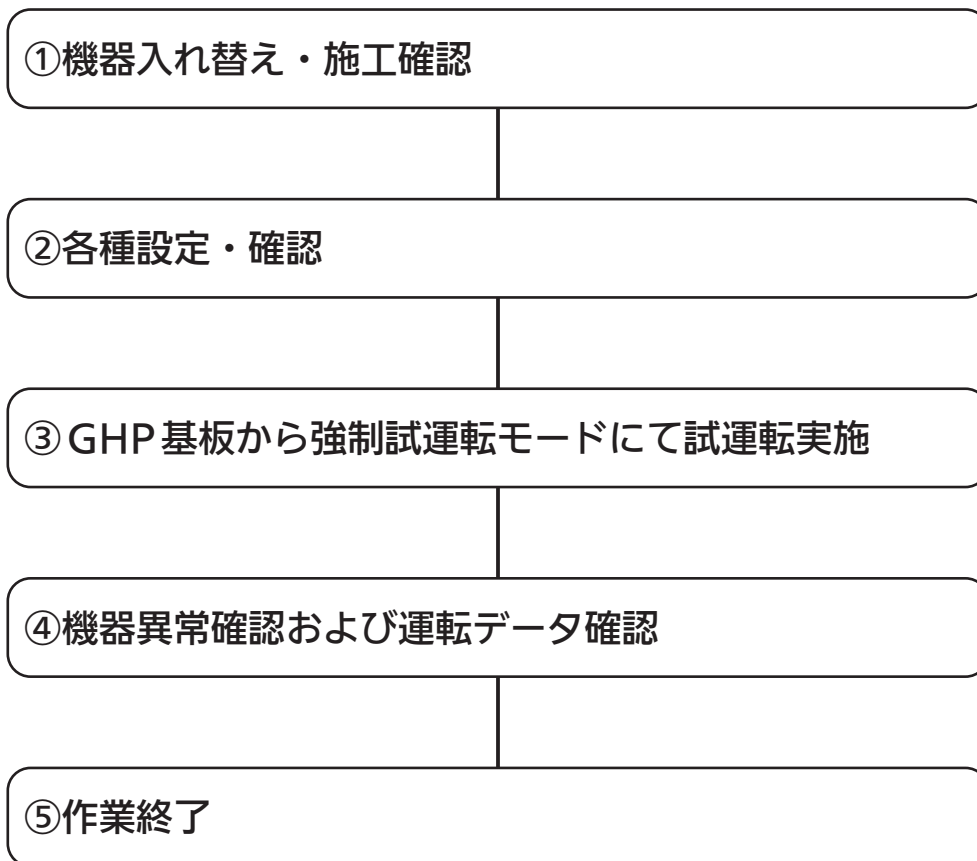 ①機器入れ替え・施工確認
②各種設定・確認
③GHP基板から強制試運転モードにて試運転実施
④機器異常確認および運転データ確認
⑤作業終了